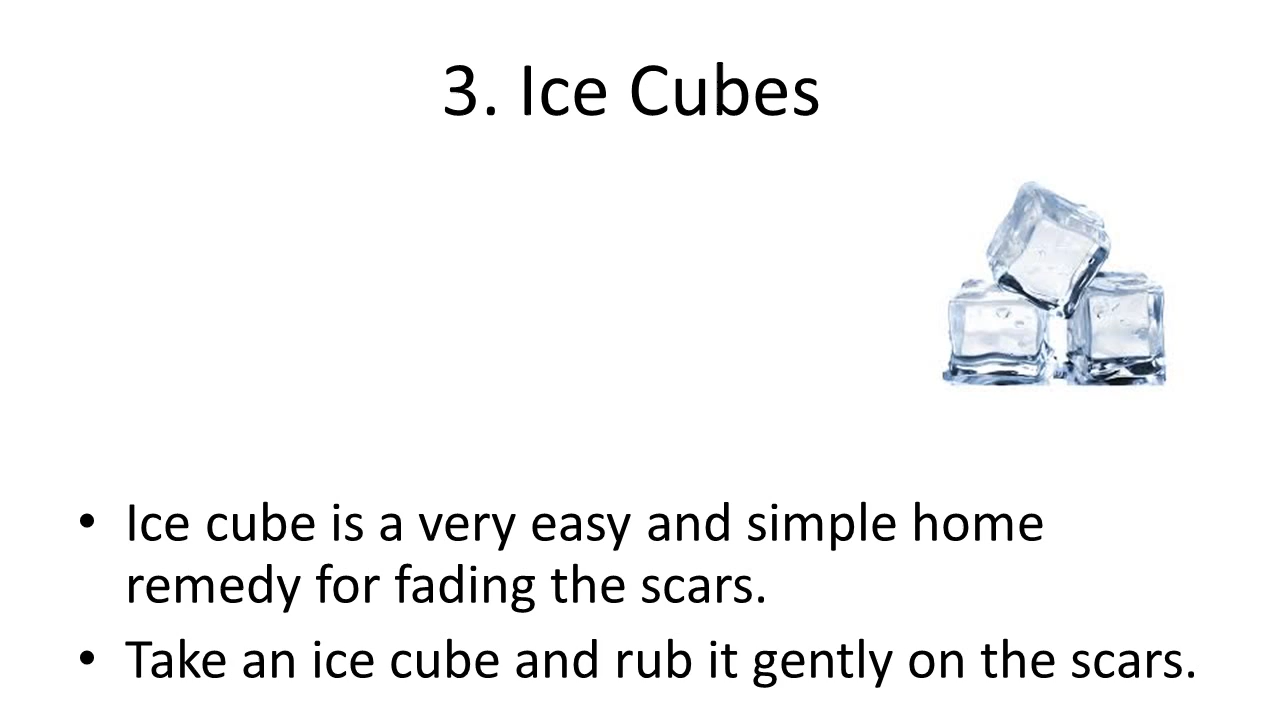 3. Ice Cubes
• Ice cube is a very easy and simple home
remedy for fading the scars.
• Take an ice cube and rub it gently on the scars.